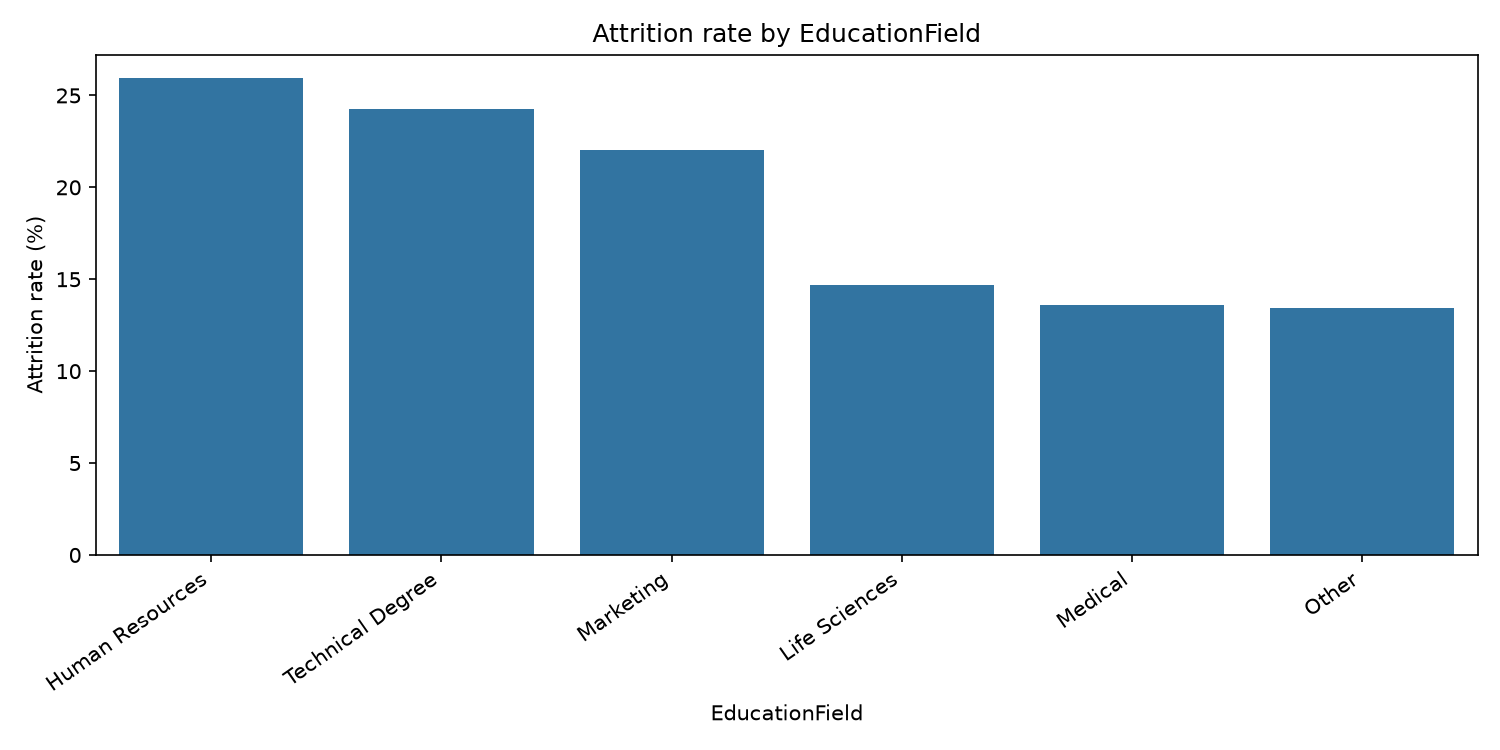 Attrition rate by EducationField
Attrition rate (%)
25
20
15
10
5
0
Human Resources
Technical Degree
Marketing
Life Sciences
Medical
Other
EducationField